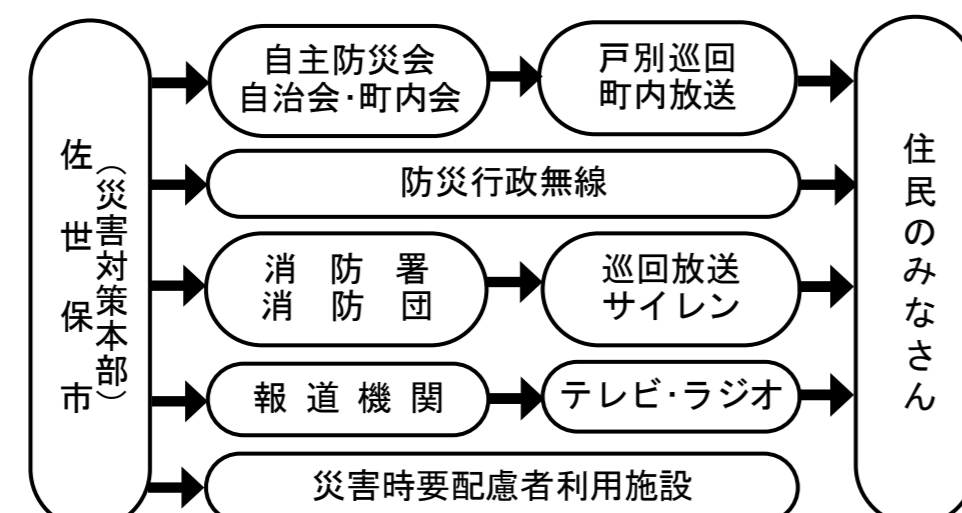 佐世保市
（災害対策本部）
自主防災会
自治会･町内会
戸別巡回
町内放送
防災行政無線
消防署
消防団
巡回放送
サイレン
報道機関
テレビ･ラジオ
災害時要配慮者利用施設
住民のみなさん